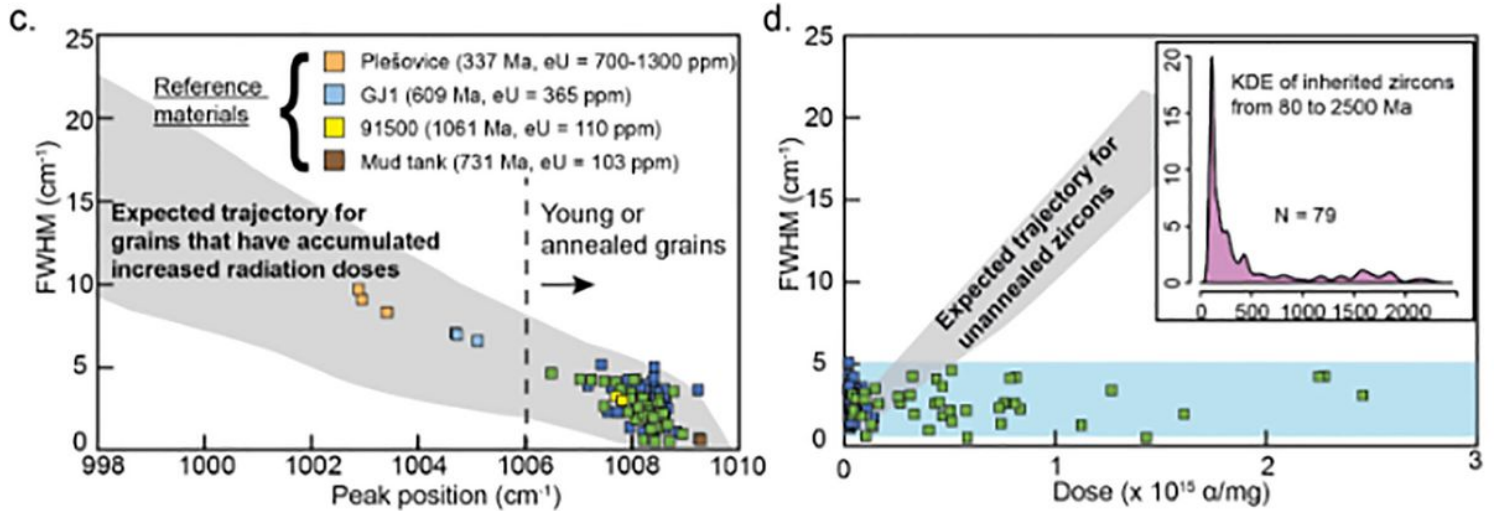 c.
25
20
15
10
5
0
FWHM (cm-1)
Reference
materials
Plešovice (337 Ma, eU = 700-1300 ppm)
GJ1 (609 Ma, eU = 365 ppm)
91500 (1061 Ma, eU = 110 ppm)
Mud tank (731 Ma, eU = 103 ppm)
Expected trajectory for
grains that have accumulated
increased radiation doses
Young or
annealed grains
998 1000 1002 1004 1006 1008 1010
Peak position (cm-1)
d.
25
20
15
10
5
0
FWHM (cm-1)
Expected trajectory for
unannealed zircons
20
15
10
5
0
KDE of inherited zircons
from 80 to 2500 Ma
N = 79
0 500 1000 1500 2000
0 1 2 3
Dose (x 1015 α/mg)